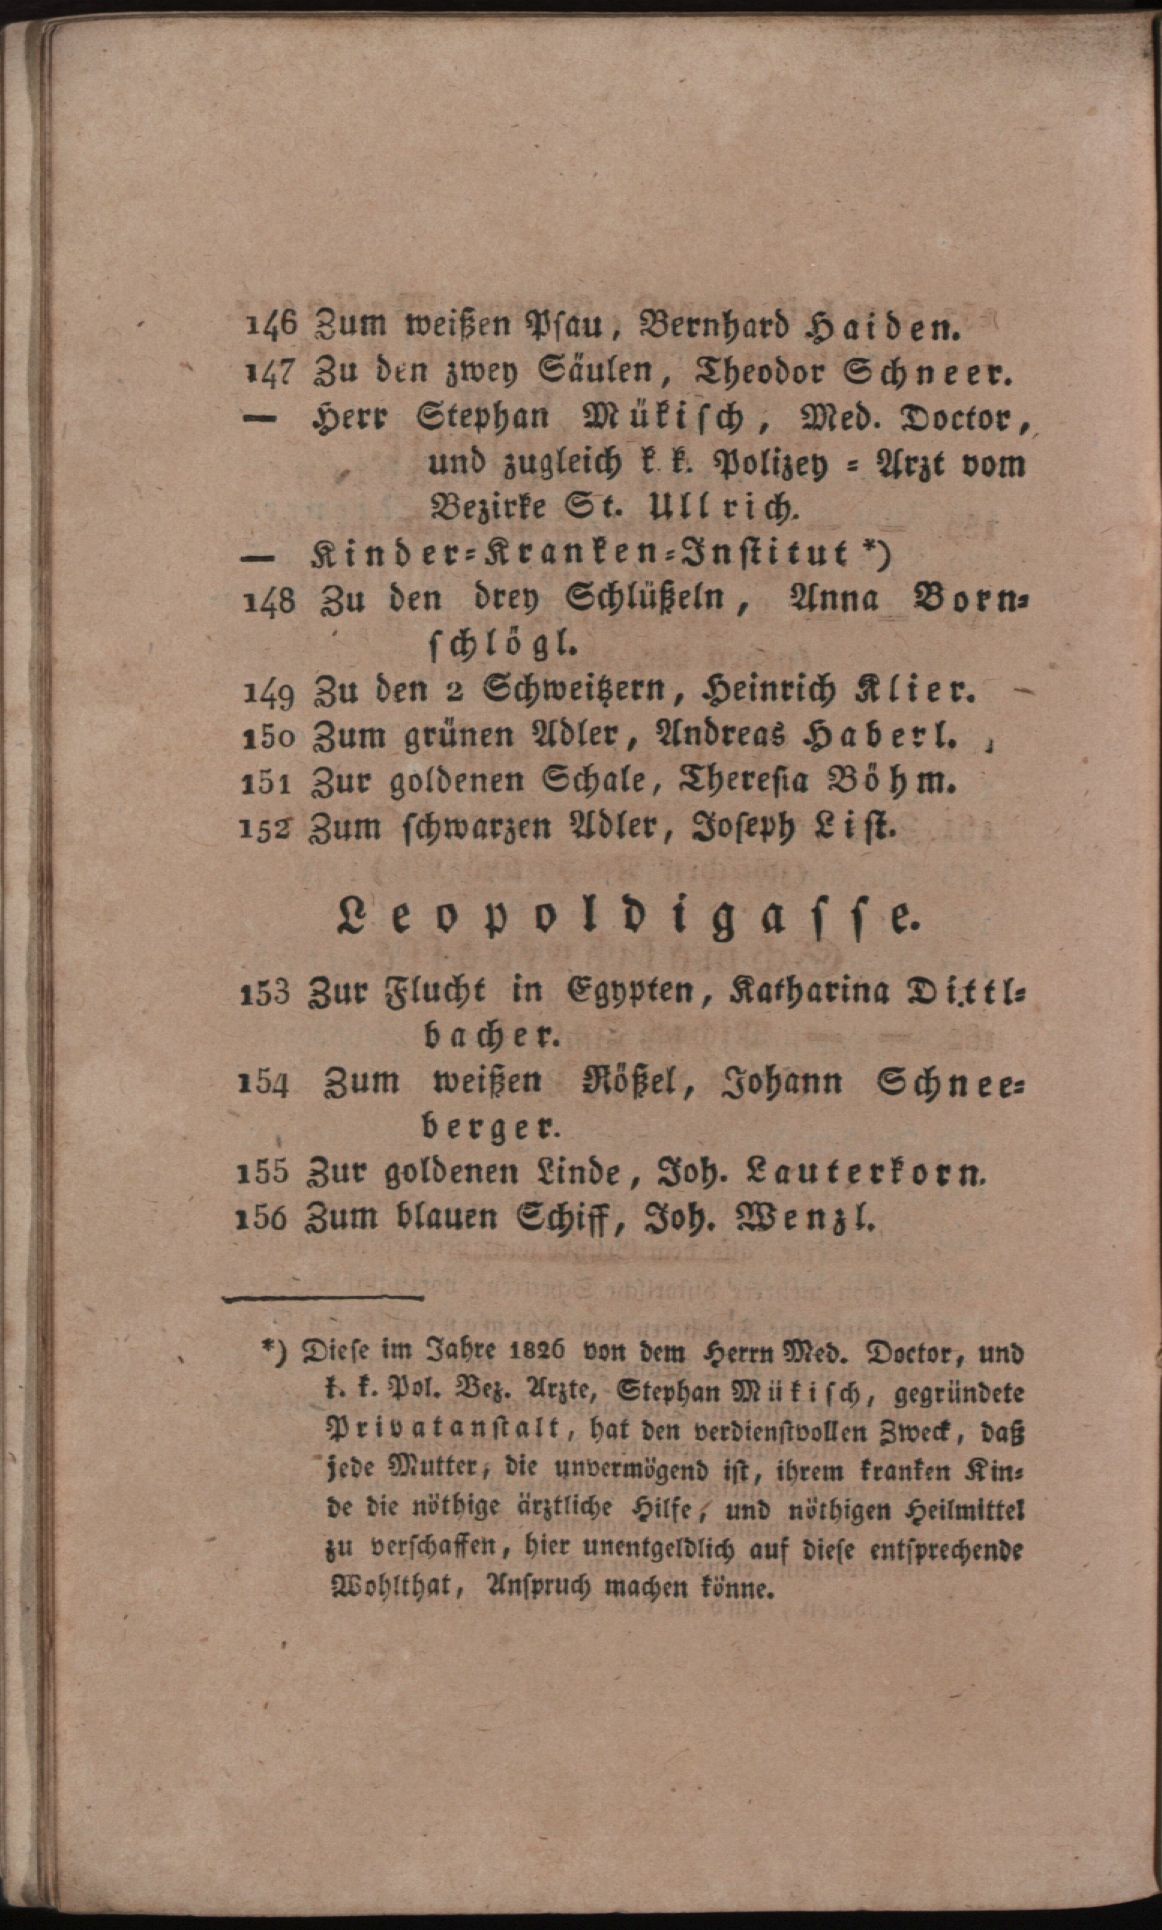 146 Zum weißen Pfau, Bernhard Haiden.
147 Zu den zwey Säulen, Theodor Schneer.
— Herr Stephan Mükisch, Med. Doctor,
und zugleich k. k. Polizey-Arzt vom
Bezirke St. Ullrich.
— Kinder-Kranken-Institut *)
148 Zu den drey Schlüßeln, Anna Born-
schlögl.
149 Zu den 2 Schweitzern, Heinrich Klier.
150 Zum grünen Adler, Andreas Haberl.
151 Zur goldenen Schale, Theresia Böhm.
152 Zum schwarzen Adler, Joseph List.
Leopoldigasse.
153 Zur Flucht in Egypten, Katharina Dittl-
bacher.
154 Zum weißen Rößel, Johann Schnee-
berger.
155 Zur goldenen Linde, Joh. Lauterkorn.
156 Zum blauen Schiff, Joh. Wenzl.
*) Diese im Jahre 1826 von dem Herrn Med. Doctor, und
k. k. Pol. Bez. Arzte, Stephan Mükisch, gegründete
Privatanstalt, hat den verdienstvollen Zweck, daß
jede Mutter, die unvermögend ist, ihrem kranken Kin-
de die nöthige ärztliche Hilfe, und nöthigen Heilmittel
zu verschaffen, hier unentgeldlich auf diese entsprechende
Wohlthat, Anspruch machen könne.